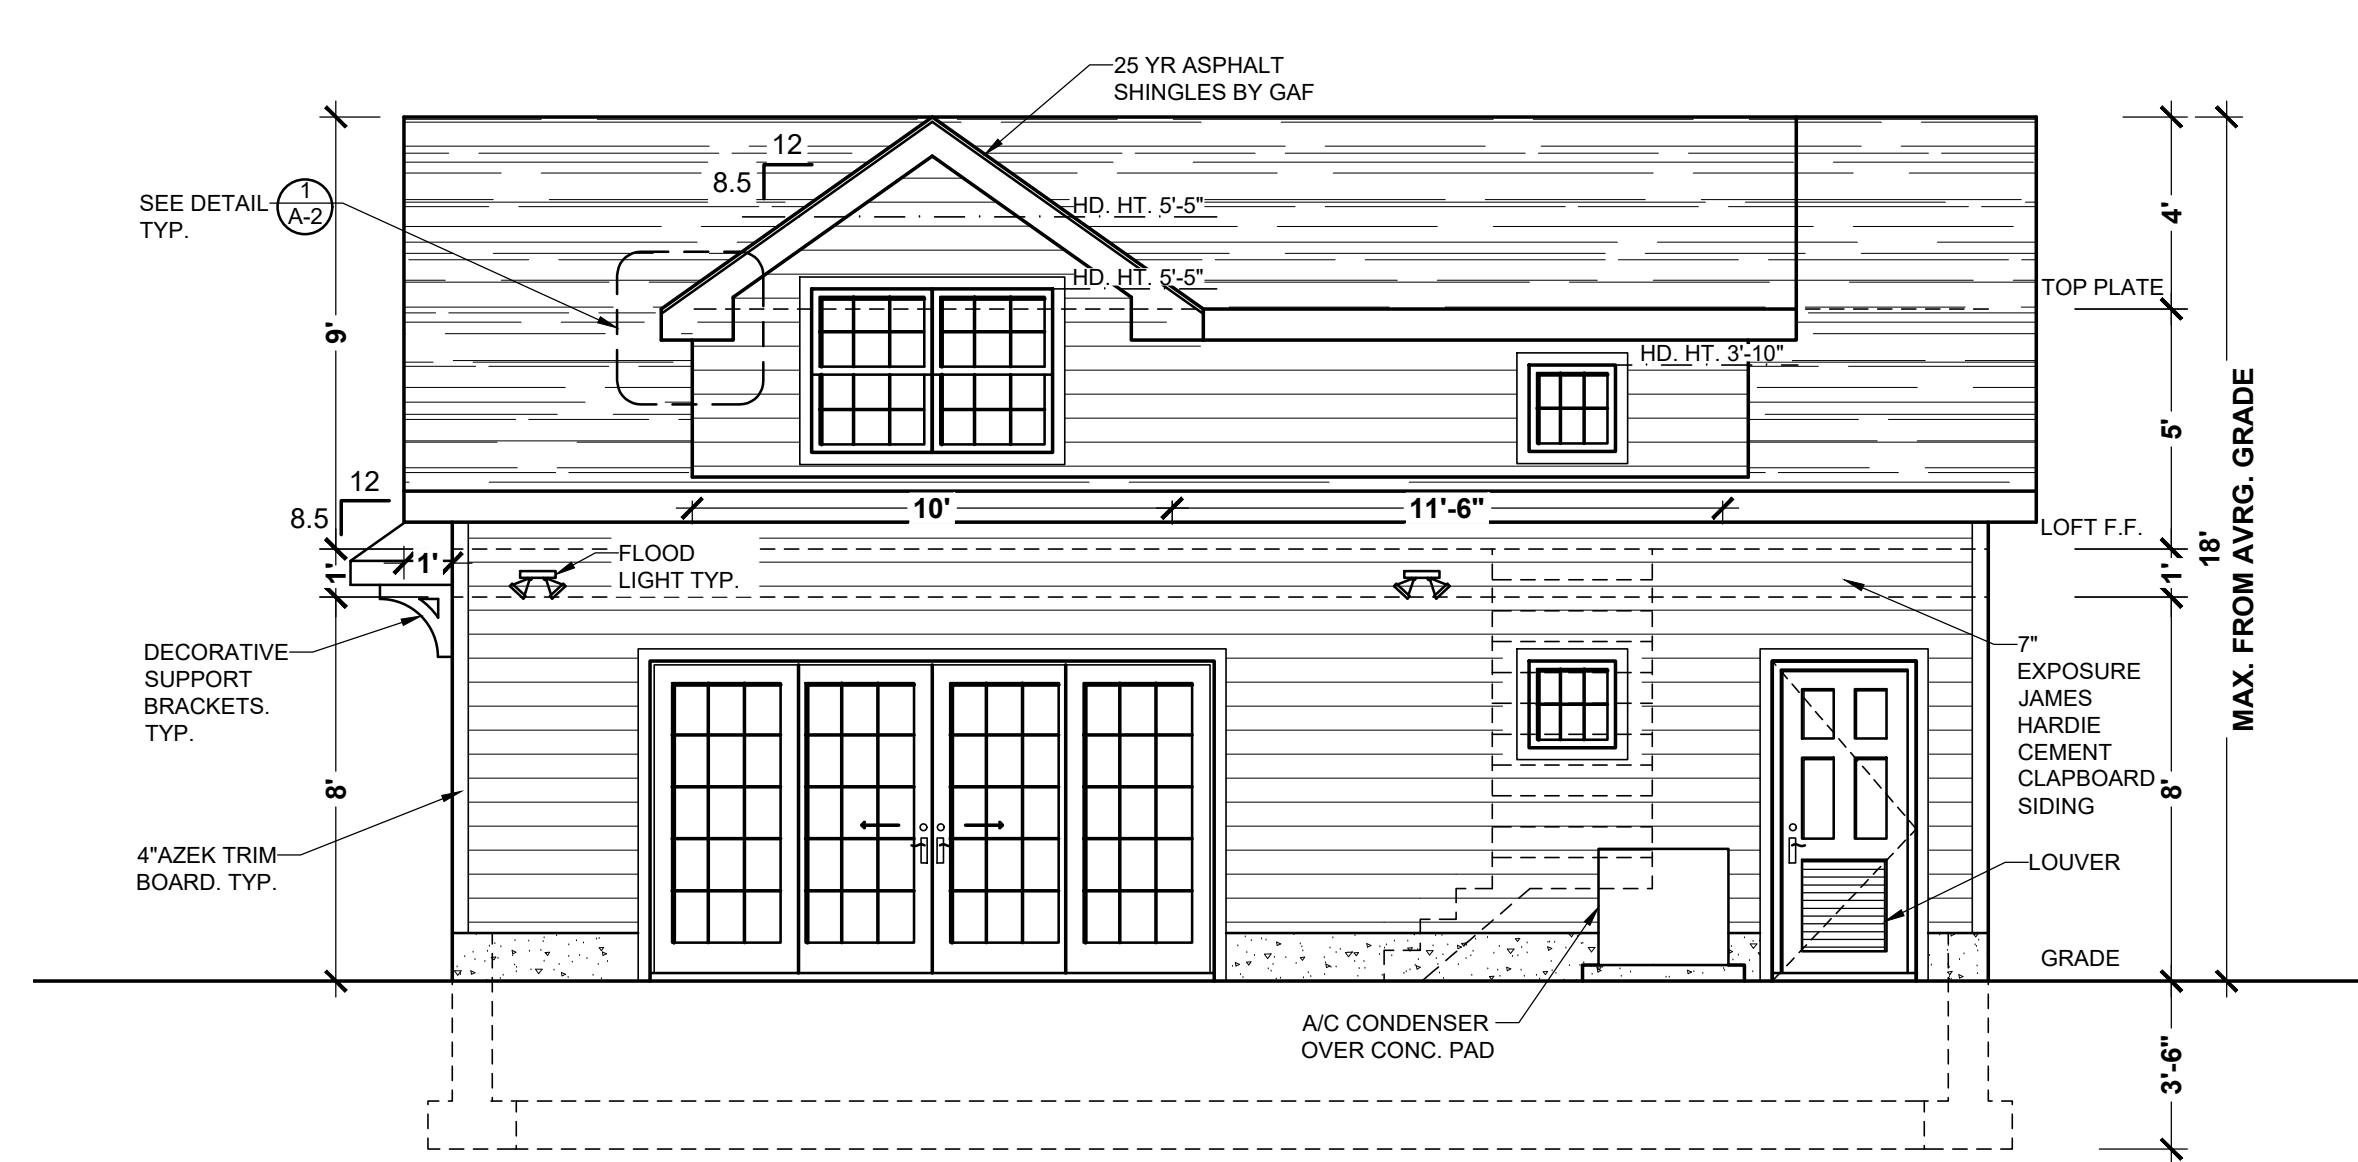 25 YR ASPHALT
SHINGLES BY GAF
12
8.5
SEE DETAIL
TYP.
1
A-2
HD. HT. 5'-5"
HD. HT. 5'-5"
4'
TOP PLATE
9'
HD. HT. 3'-10"
5'
18'
MAX. FROM AVRG. GRADE
12
8.5
10'
11'-6"
LOFT F.F.
1'
1'
FLOOD
LIGHT TYP.
1'
DECORATIVE
SUPPORT
BRACKETS.
TYP.
7"
EXPOSURE
JAMES
HARDIE
CEMENT
CLAPBOARD
SIDING
8'
8'
4"AZEK TRIM
BOARD. TYP.
LOUVER
GRADE
A/C CONDENSER
OVER CONC. PAD
3'-6"